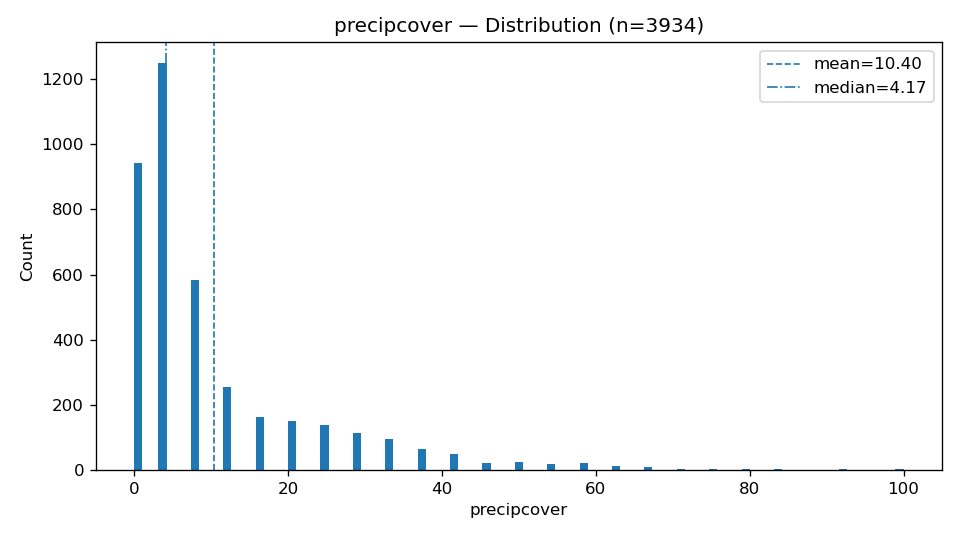 precipcover — Distribution (n=3934)
mean=10.40
median=4.17
1200
1000
800
600
400
200
0
Count
0 20 40 60 80 100
precipcover